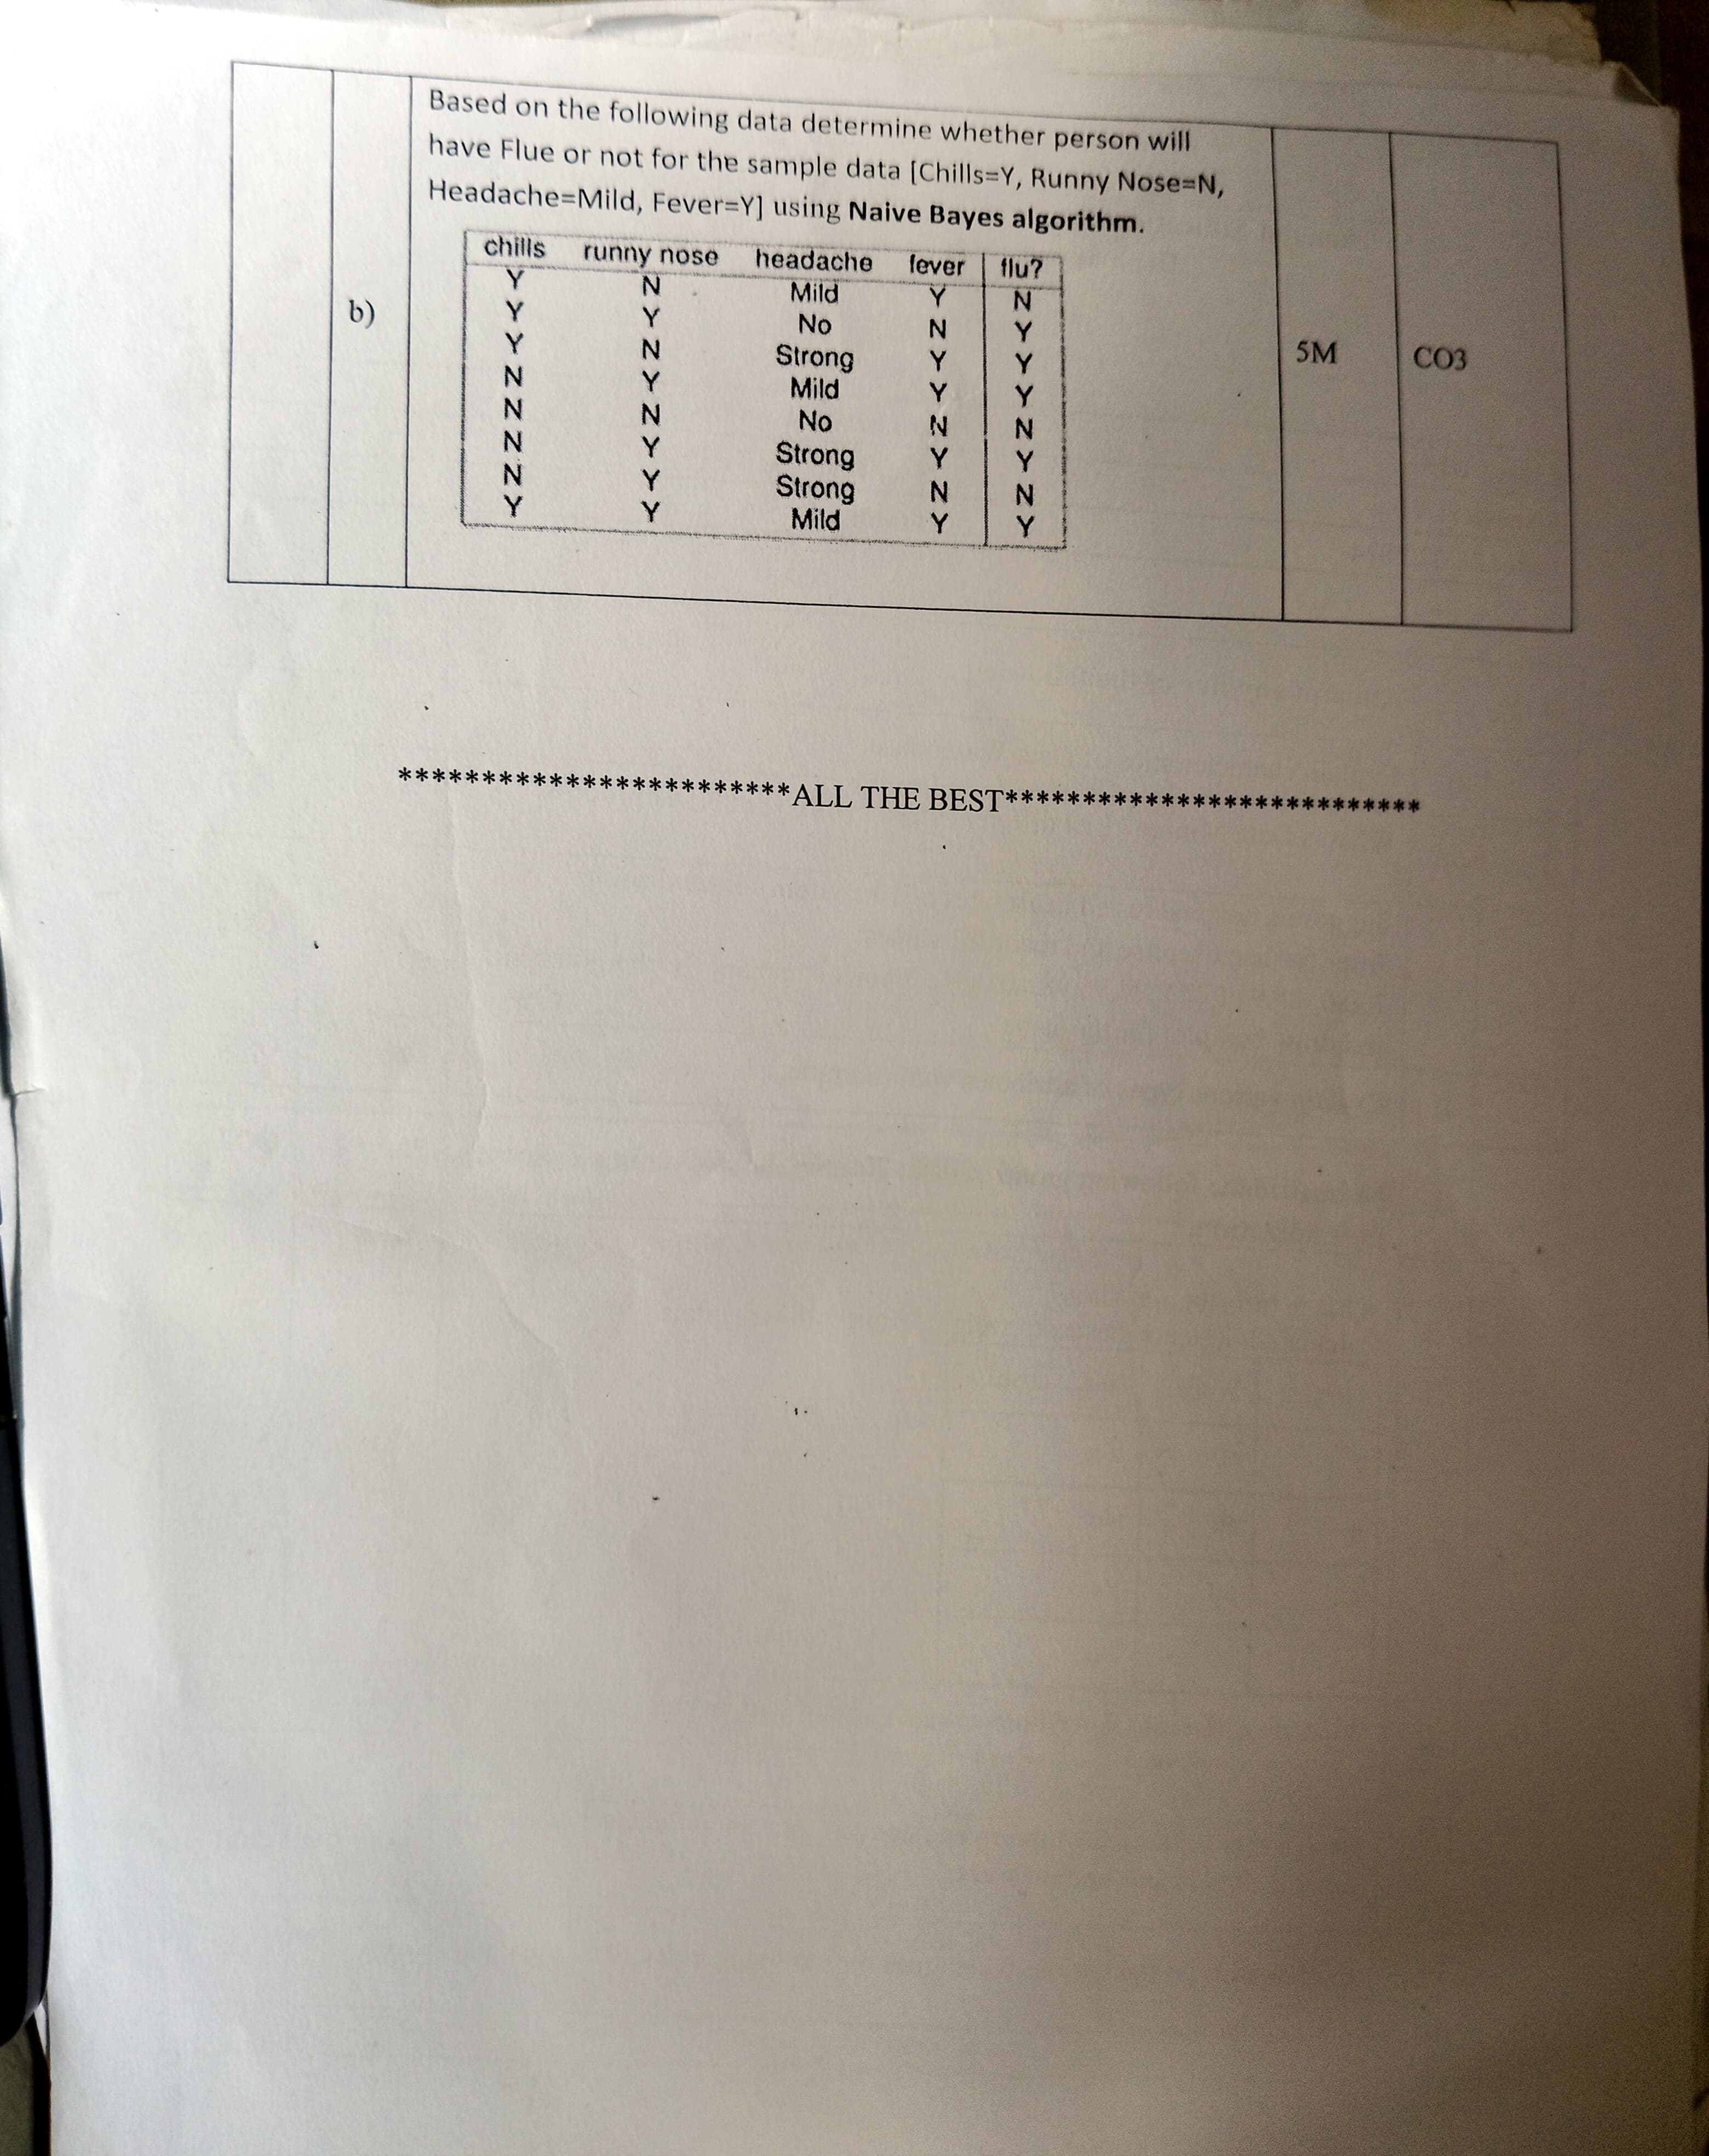 Based on the following data determine whether person will
have Flue or not for the sample data [Chills=Y, Runny Nose=N,
Headache=Mild, Fever=Y] using Naive Bayes algorithm.
chills runny nose headache fever flu?
Y N Mild Y N
Y Y No N Y
Y N Strong Y Y
N Y Mild Y Y
N N No N N
N Y Strong Y Y
N Y Strong N N
Y Y Mild Y Y
b)
5M
CO3
************************ALL THE BEST***************************